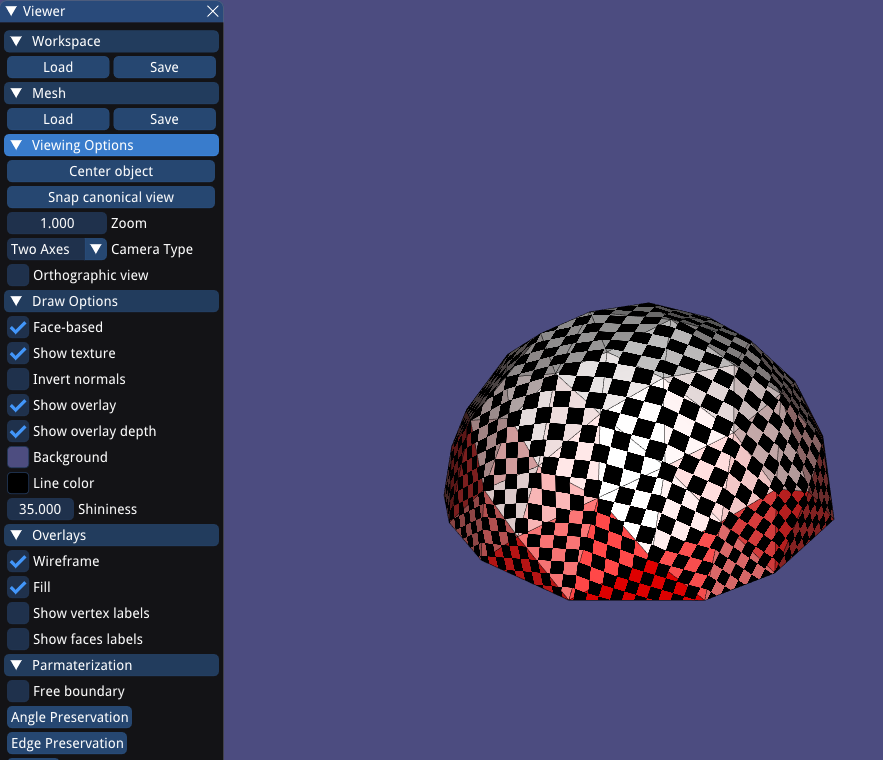 Viewer
Workspace
Load Save
Mesh
Load Save
Viewing Options
Center object
Snap canonical view
1.000 Zoom
Two Axes Camera Type
Orthographic view
Draw Options
Face-based
Show texture
Invert normals
Show overlay
Show overlay depth
Background
Line color
35.000 Shininess
Overlays
Wireframe
Fill
Show vertex labels
Show faces labels
Parmaterization
Free boundary
Angle Preservation
Edge Preservation